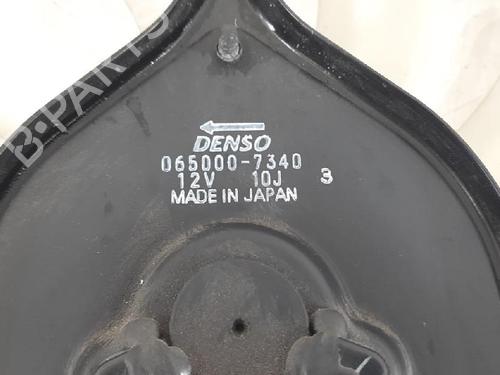 B-PARTS
DENSO
065000-7340
12V 10J 3
MADE IN JAPAN